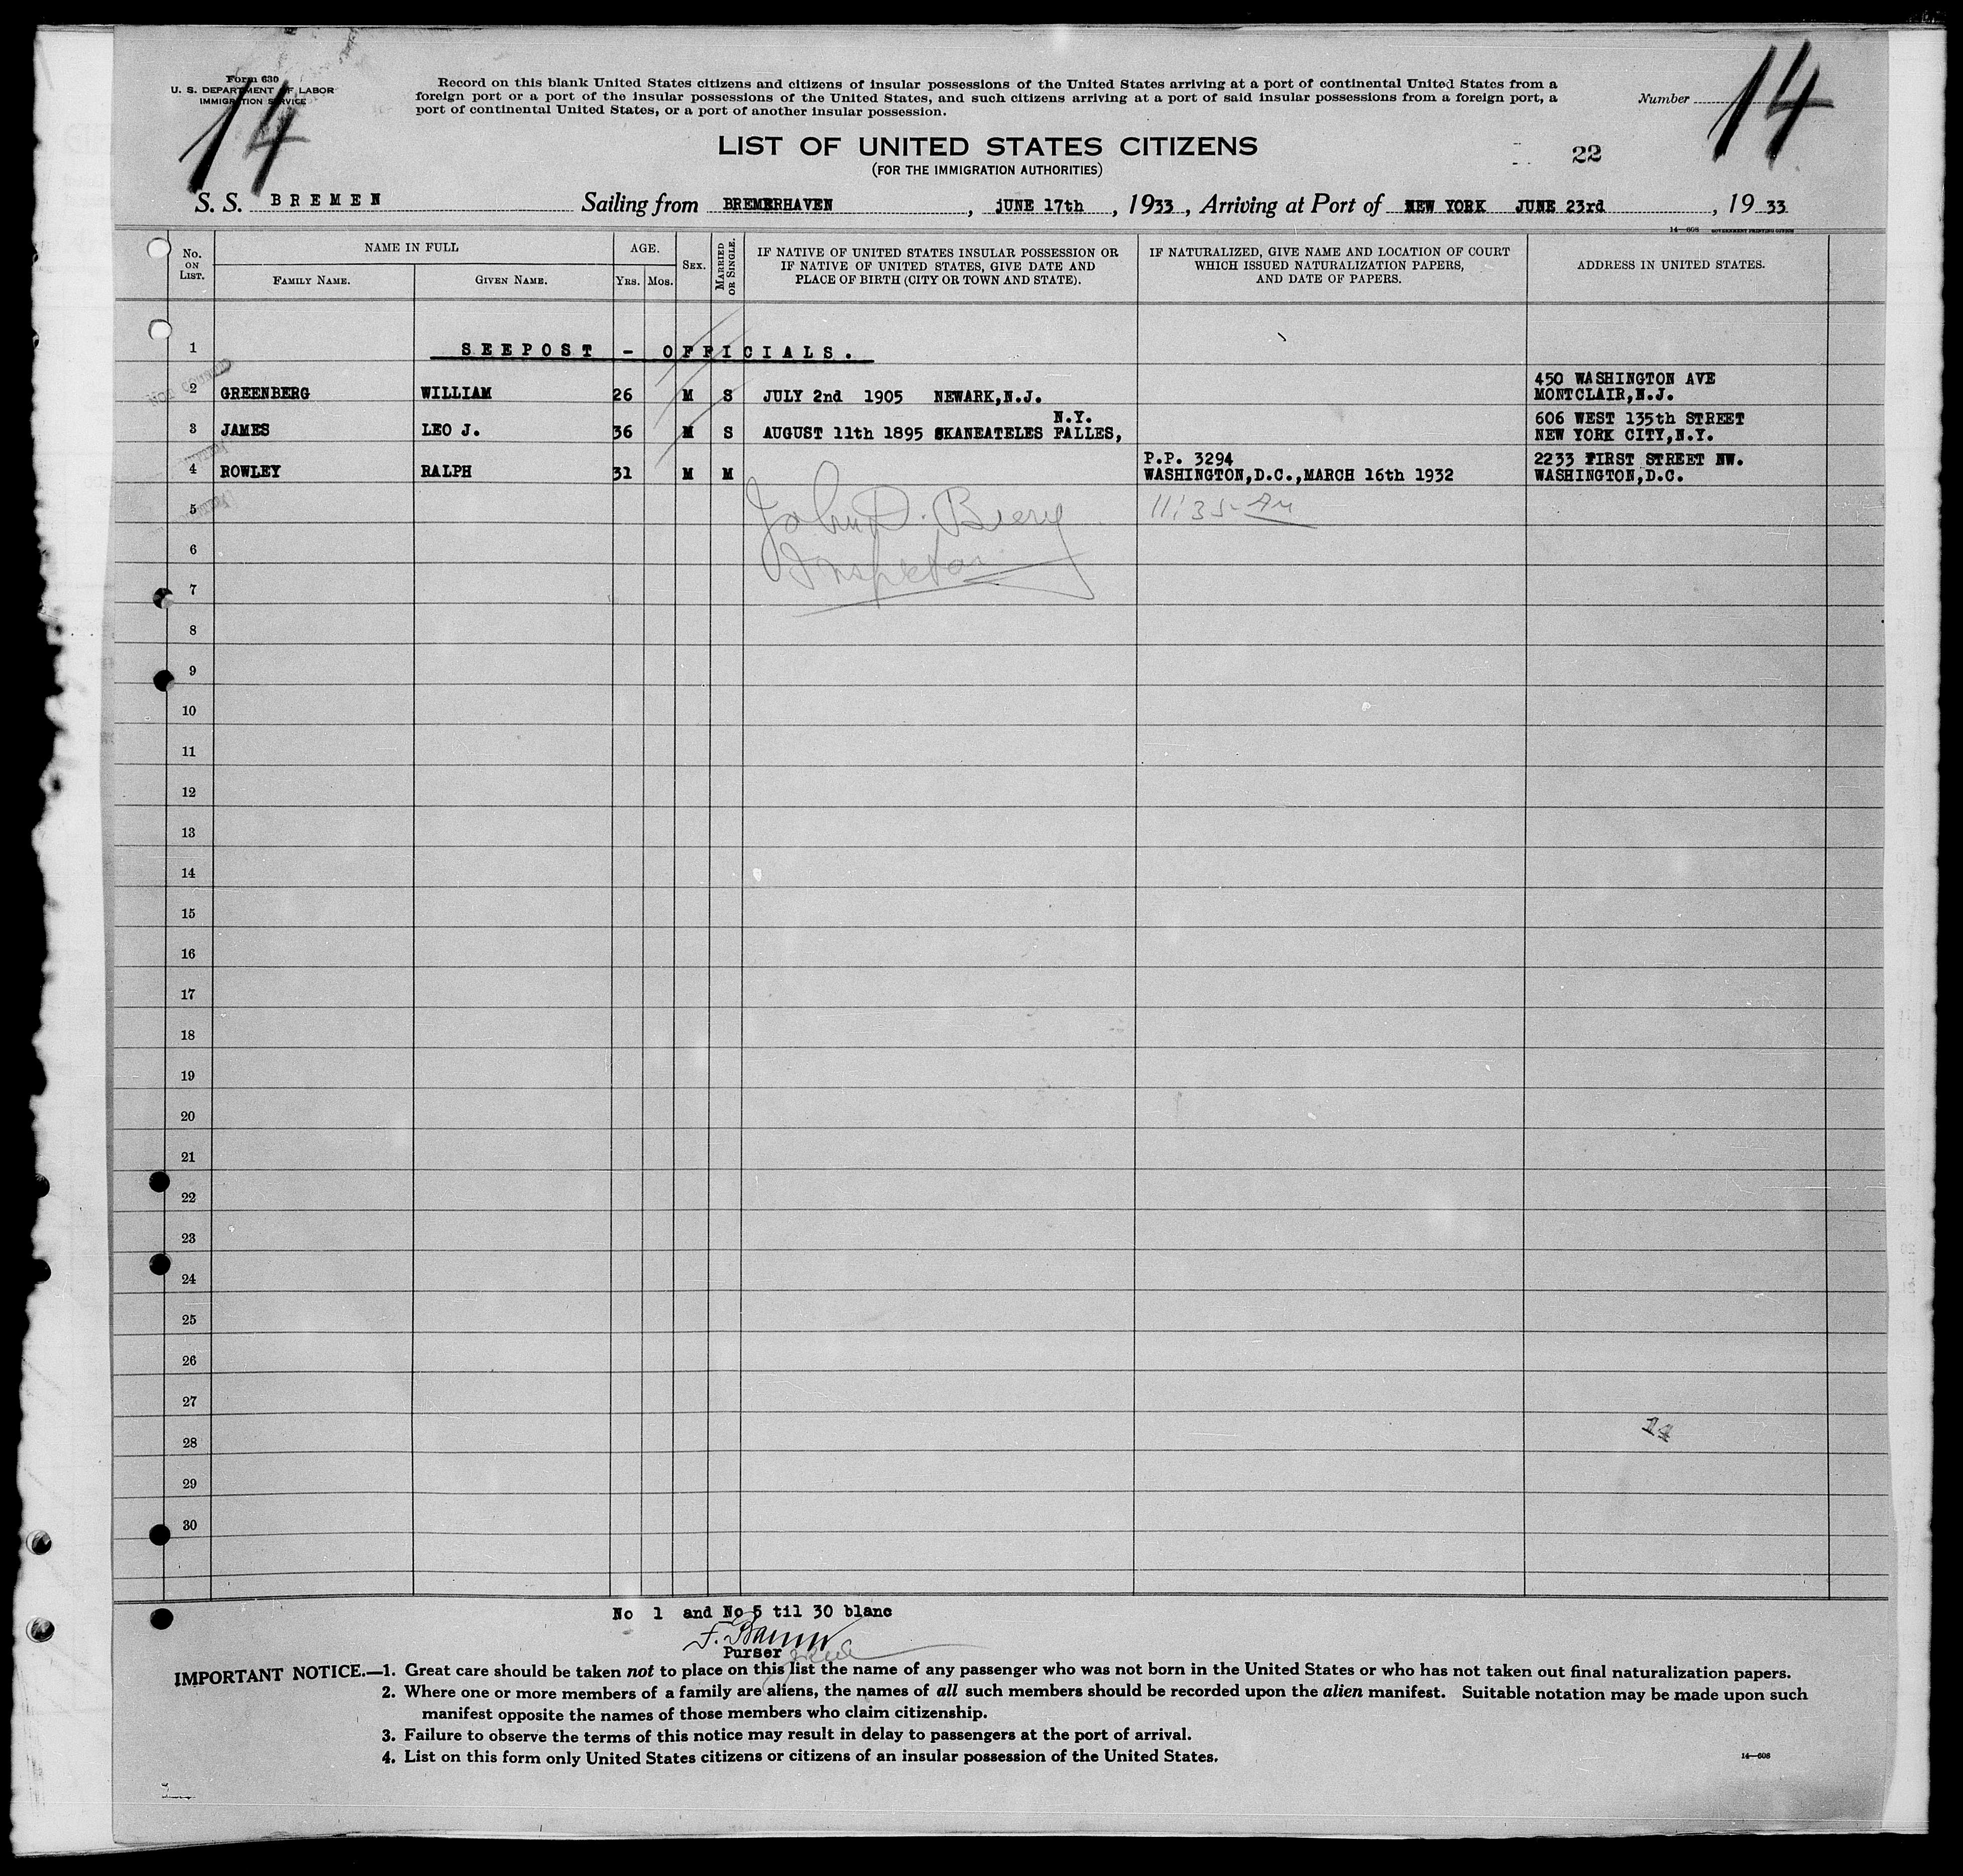 Form 630
U. S. DEPARTMENT OF LABOR
IMMIGRATION SERVICE
14
Record on this blank United States citizens and citizens of insular possessions of the United States arriving at a port of continental United States from a
foreign port or a port of the insular possessions of the United States, and such citizens arriving at a port of said insular possessions from a foreign port, a
port of continental United States, or a port of another insular possession.
Number
14
LIST OF UNITED STATES CITIZENS
(FOR THE IMMIGRATION AUTHORITIES)
22
S. S. BREMEN Sailing from BREMERHAVEN, jUNE 17th, 1933, Arriving at Port of NEW YORK JUNE 23rd, 1933
14—608 GOVERNMENT PRINTING OFFICE
No. ON LIST. NAME IN FULL AGE. SEX. MARRIED OR SINGLE. IF NATIVE OF UNITED STATES INSULAR POSSESSION OR IF NATIVE OF UNITED STATES, GIVE DATE AND PLACE OF BIRTH (CITY OR TOWN AND STATE). IF NATURALIZED, GIVE NAME AND LOCATION OF COURT WHICH ISSUED NATURALIZATION PAPERS, AND DATE OF PAPERS. ADDRESS IN UNITED STATES.
FAMILY NAME. GIVEN NAME. YRS. MOS.
1 SEEPOST - OFFICIALS.
2 GREENBERG WILLIAM 26 M S JULY 2nd 1905 NEWARK,N.J. 450 WASHINGTON AVE
MONTCLAIR,N.J.
N.Y. 606 WEST 135th STREET
3 JAMES LEO J. 36 M S AUGUST 11th 1895 SKANEATELES FALLES, NEW YORK CITY,N.Y.
P.P. 3294 2233 FIRST STREET NW.
4 ROWLEY RALPH 31 M M WASHINGTON,D.C.,MARCH 16th 1932 WASHINGTON,D.C.
5 John D. 11:35 AM
6 Inspector
7
8
9
10
11
12
13
14
15
16
17
18
19
20
21
22
23
24
25
26
27
14
28
29
30
No 1 and No 5 til 30 blanc
Purser
IMPORTANT NOTICE.—1. Great care should be taken not to place on this list the name of any passenger who was not born in the United States or who has not taken out final naturalization papers.
2. Where one or more members of a family are aliens, the names of all such members should be recorded upon the alien manifest. Suitable notation may be made upon such
manifest opposite the names of those members who claim citizenship.
3. Failure to observe the terms of this notice may result in delay to passengers at the port of arrival.
4. List on this form only United States citizens or citizens of an insular possession of the United States.
14—608